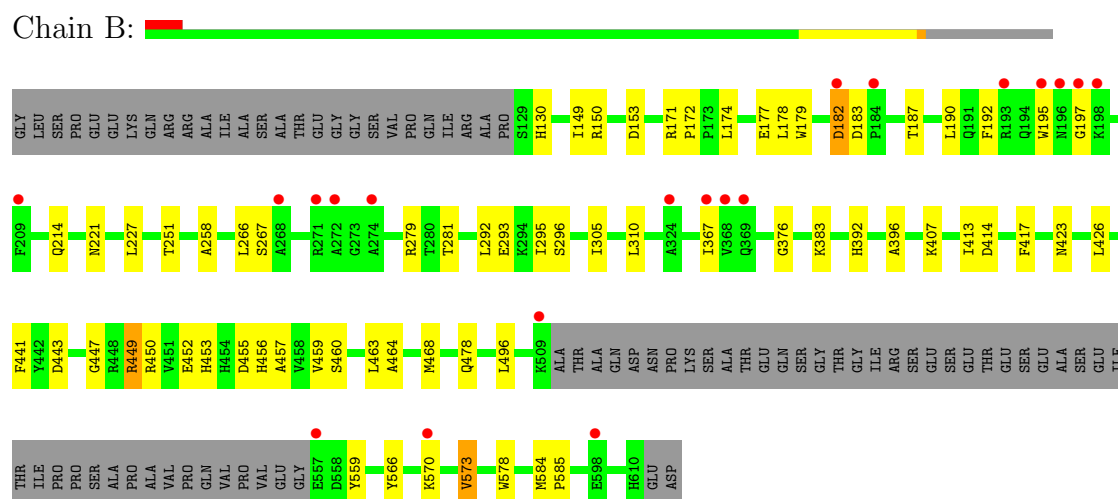 Chain B:
GLY LEU SER PRO GLU GLU LYS GLN ARG ARG ALA ILE ALA SER ALA THR GLU GLY GLY SER VAL PRO GLN ILE ARG ALA PRO S129 H130 I149 R150 D153 R171 P172 P173 L174 E177 L178 W179 D182 D183 P184 T187 L190 Q191 F192 R193 Q194 W195 N196 G197 K198
F209 Q214 N221 L227 T251 A258 L266 S267 A268 R271 A272 G273 A274 R279 T280 T281 L292 E293 K294 I295 S296 I305 L310 A324 I367 V368 Q369 G376 K383 H392 A396 K407 I413 D414 F417 N423 L426
F441 Y442 D443 G447 R448 R449 R450 V451 E452 H453 H454 D455 H456 A457 V458 V459 S460 L463 A464 M468 Q478 L496 K509 ALA THR ALA GLN ASP ASN PRO LYS SER ALA THR GLU GLN SER GLY THR GLY ILE ARG SER GLU SER GLU THR GLU SER GLU ALA SER GLU ILE
THR ILE PRO PRO SER ALA PRO ALA VAL PRO GLN VAL PRO VAL GLU GLY E557 D558 Y559 Y566 K570 V573 W578 M584 P585 E598 H610 GLU ASP